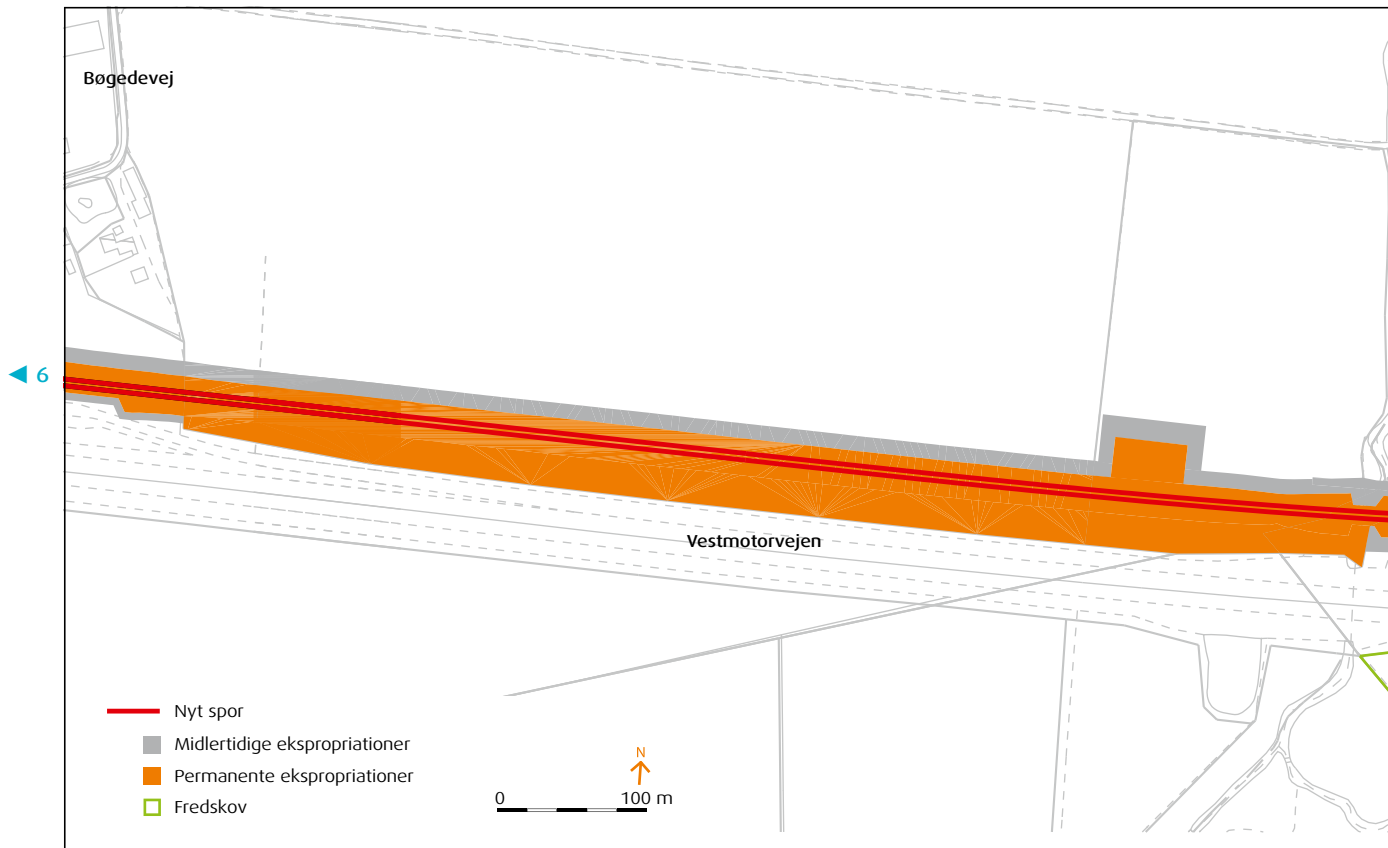 Bøgedevej
◄ 6
Vestmotorvejen
Nyt spor
Midlertidige ekspropriationer
Permanente ekspropriationer
Fredskov
N
0 100 m